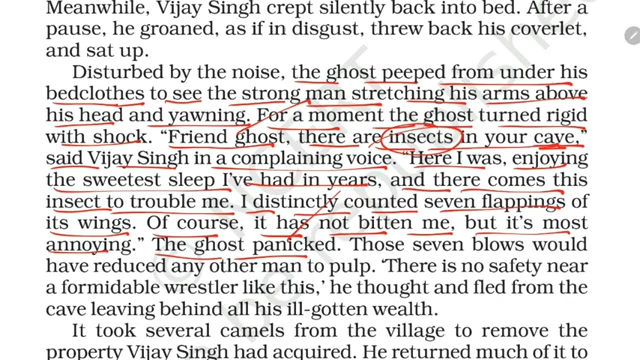 Meanwhile, Vijay Singh crept silently back into bed. After a
pause, he groaned, as if in disgust, threw back his coverlet,
and sat up.
Disturbed by the noise, the ghost peeped from under his
bedclothes to see the strong man stretching his arms above
his head and yawning. For a moment the ghost turned rigid
with shock. “Friend ghost, there are insects in your cave,”
said Vijay Singh in a complaining voice. “Here I was, enjoying
the sweetest sleep I’ve had in years, and there comes this
insect to trouble me. I distinctly counted seven flappings of
its wings. Of course, it has not bitten me, but it’s most
annoying.” The ghost panicked. Those seven blows would
have reduced any other man to pulp. ‘There is no safety near
a formidable wrestler like this,’ he thought and fled from the
cave leaving behind all his ill-gotten wealth.
It took several camels from the village to remove the
property Vijay Singh had acquired. He returned much of it to